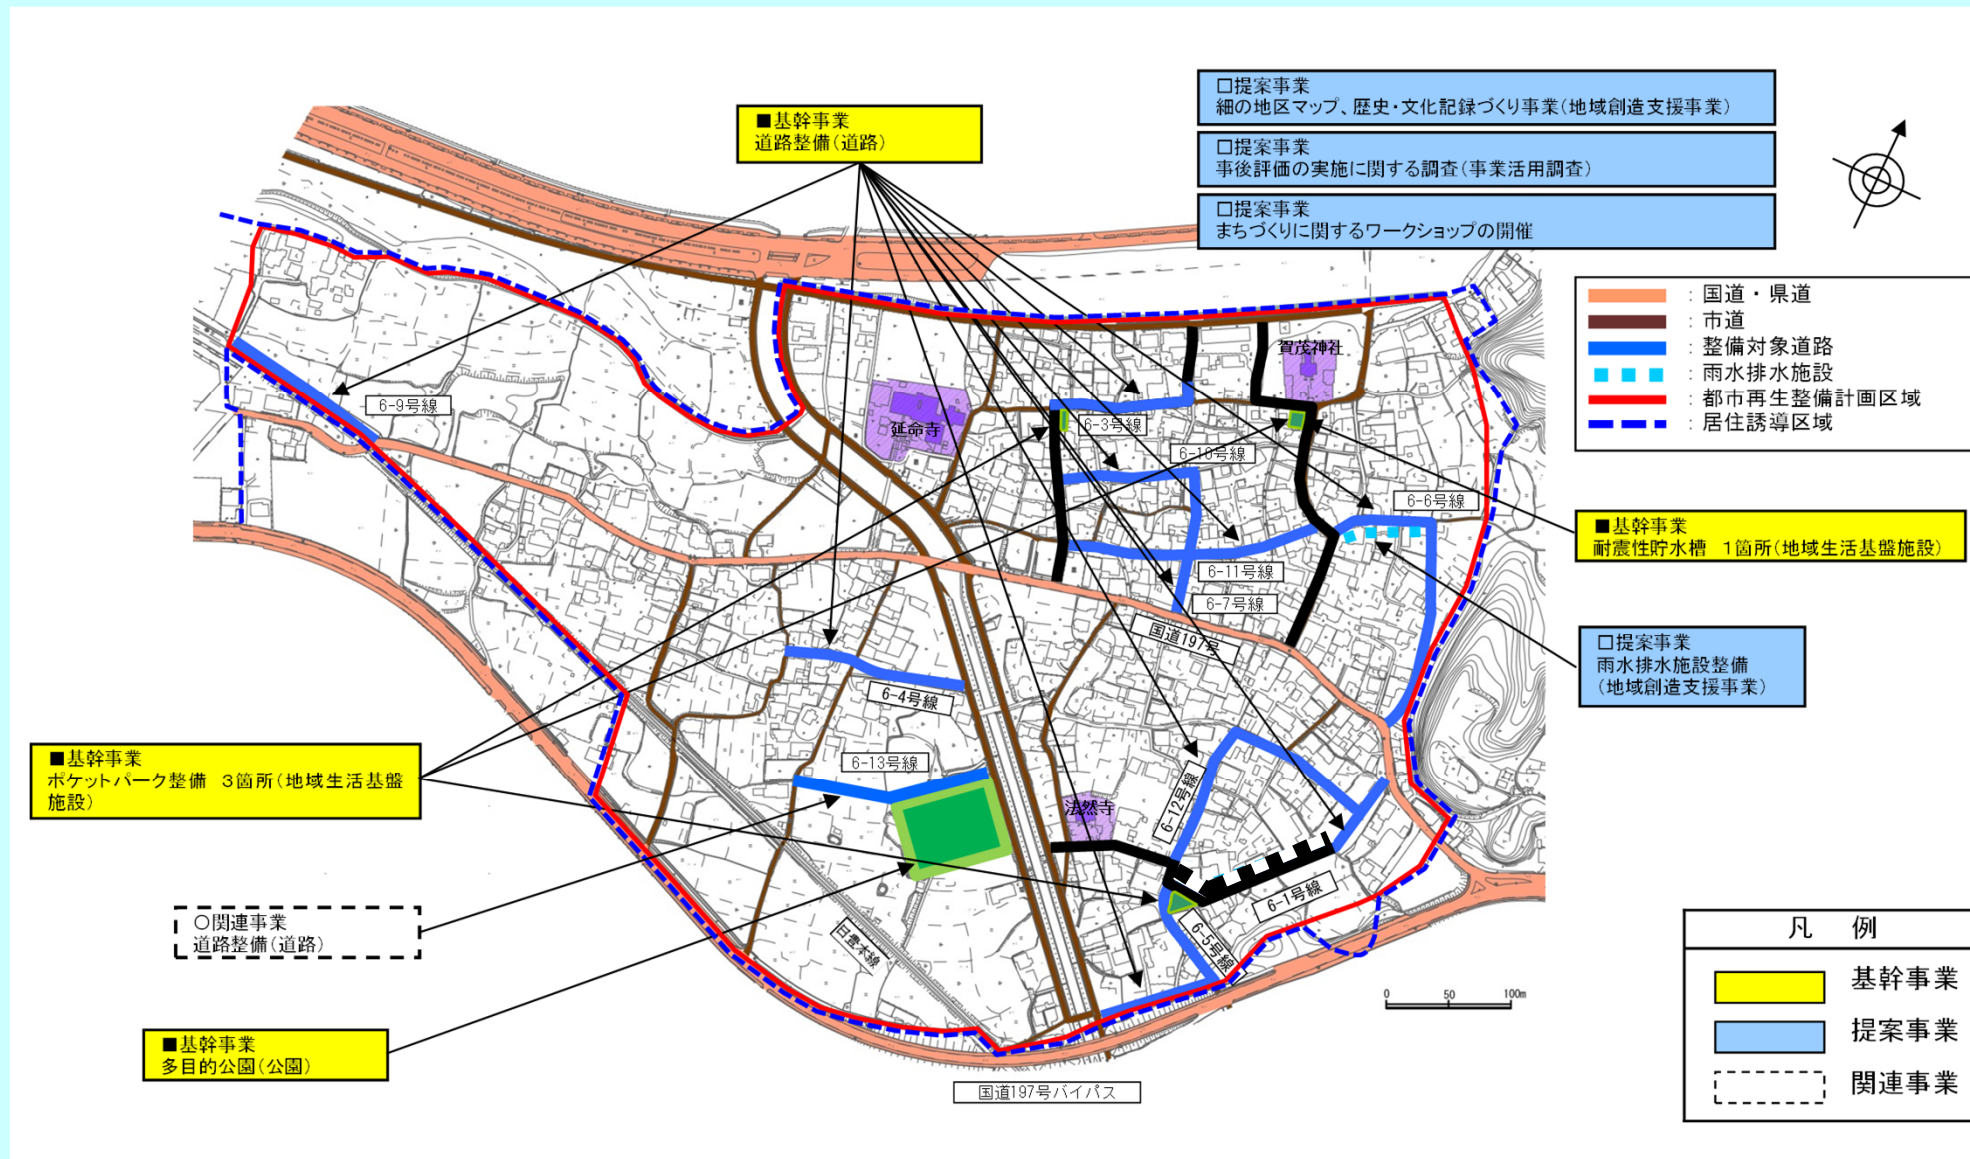 □提案事業
細の地区マップ、歴史・文化記録づくり事業(地域創造支援事業)
□提案事業
事後評価の実施に関する調査(事業活用調査)
□提案事業
まちづくりに関するワークショップの開催
■基幹事業
道路整備(道路)
:国道・県道
:市道
:整備対象道路
:雨水排水施設
:都市再生整備計画区域
:居住誘導区域
賀茂神社
延命寺
6-9号線
6-3号線
6-10号線
6-6号線
■基幹事業
耐震性貯水槽 1箇所(地域生活基盤施設)
6-11号線
6-7号線
国道197号
□提案事業
雨水排水施設整備
(地域創造支援事業)
6-4号線
■基幹事業
ポケットパーク整備 3箇所(地域生活基盤
施設)
6-13号線
法然寺
6-12号線
6-1号線
6-5号線
○関連事業
道路整備(道路)
日豊本線
■基幹事業
多目的公園(公園)
国道197号バイパス
0 50 100m
凡 例
基幹事業
提案事業
関連事業